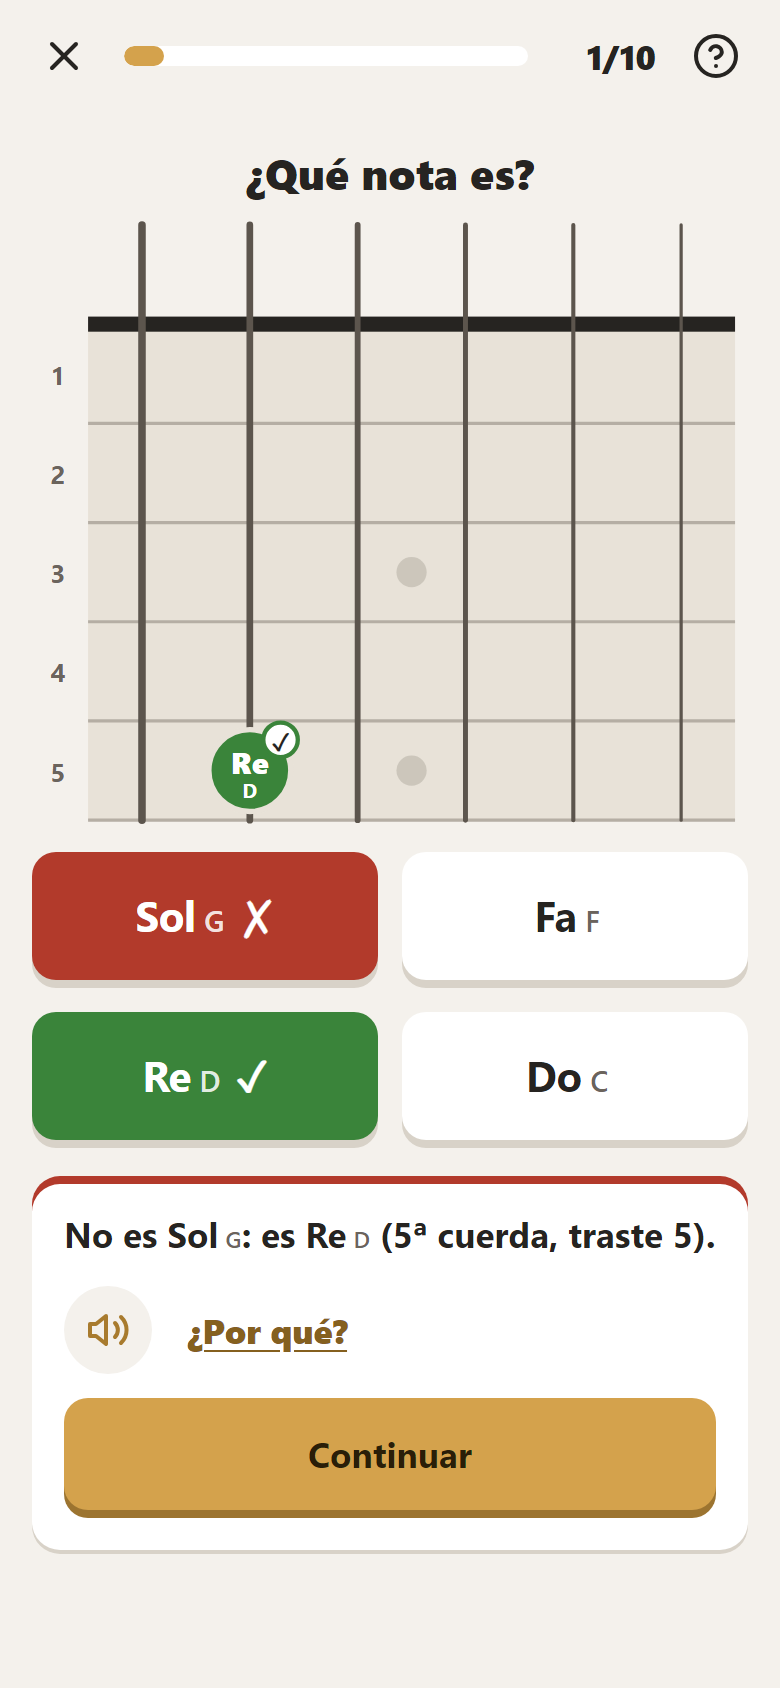 1/10
¿Qué nota es?
1
2
3
4
5
Re
D
Sol G ✗
Fa F
Re D ✓
Do C
No es Sol G: es Re D (5ª cuerda, traste 5).
¿Por qué?
Continuar